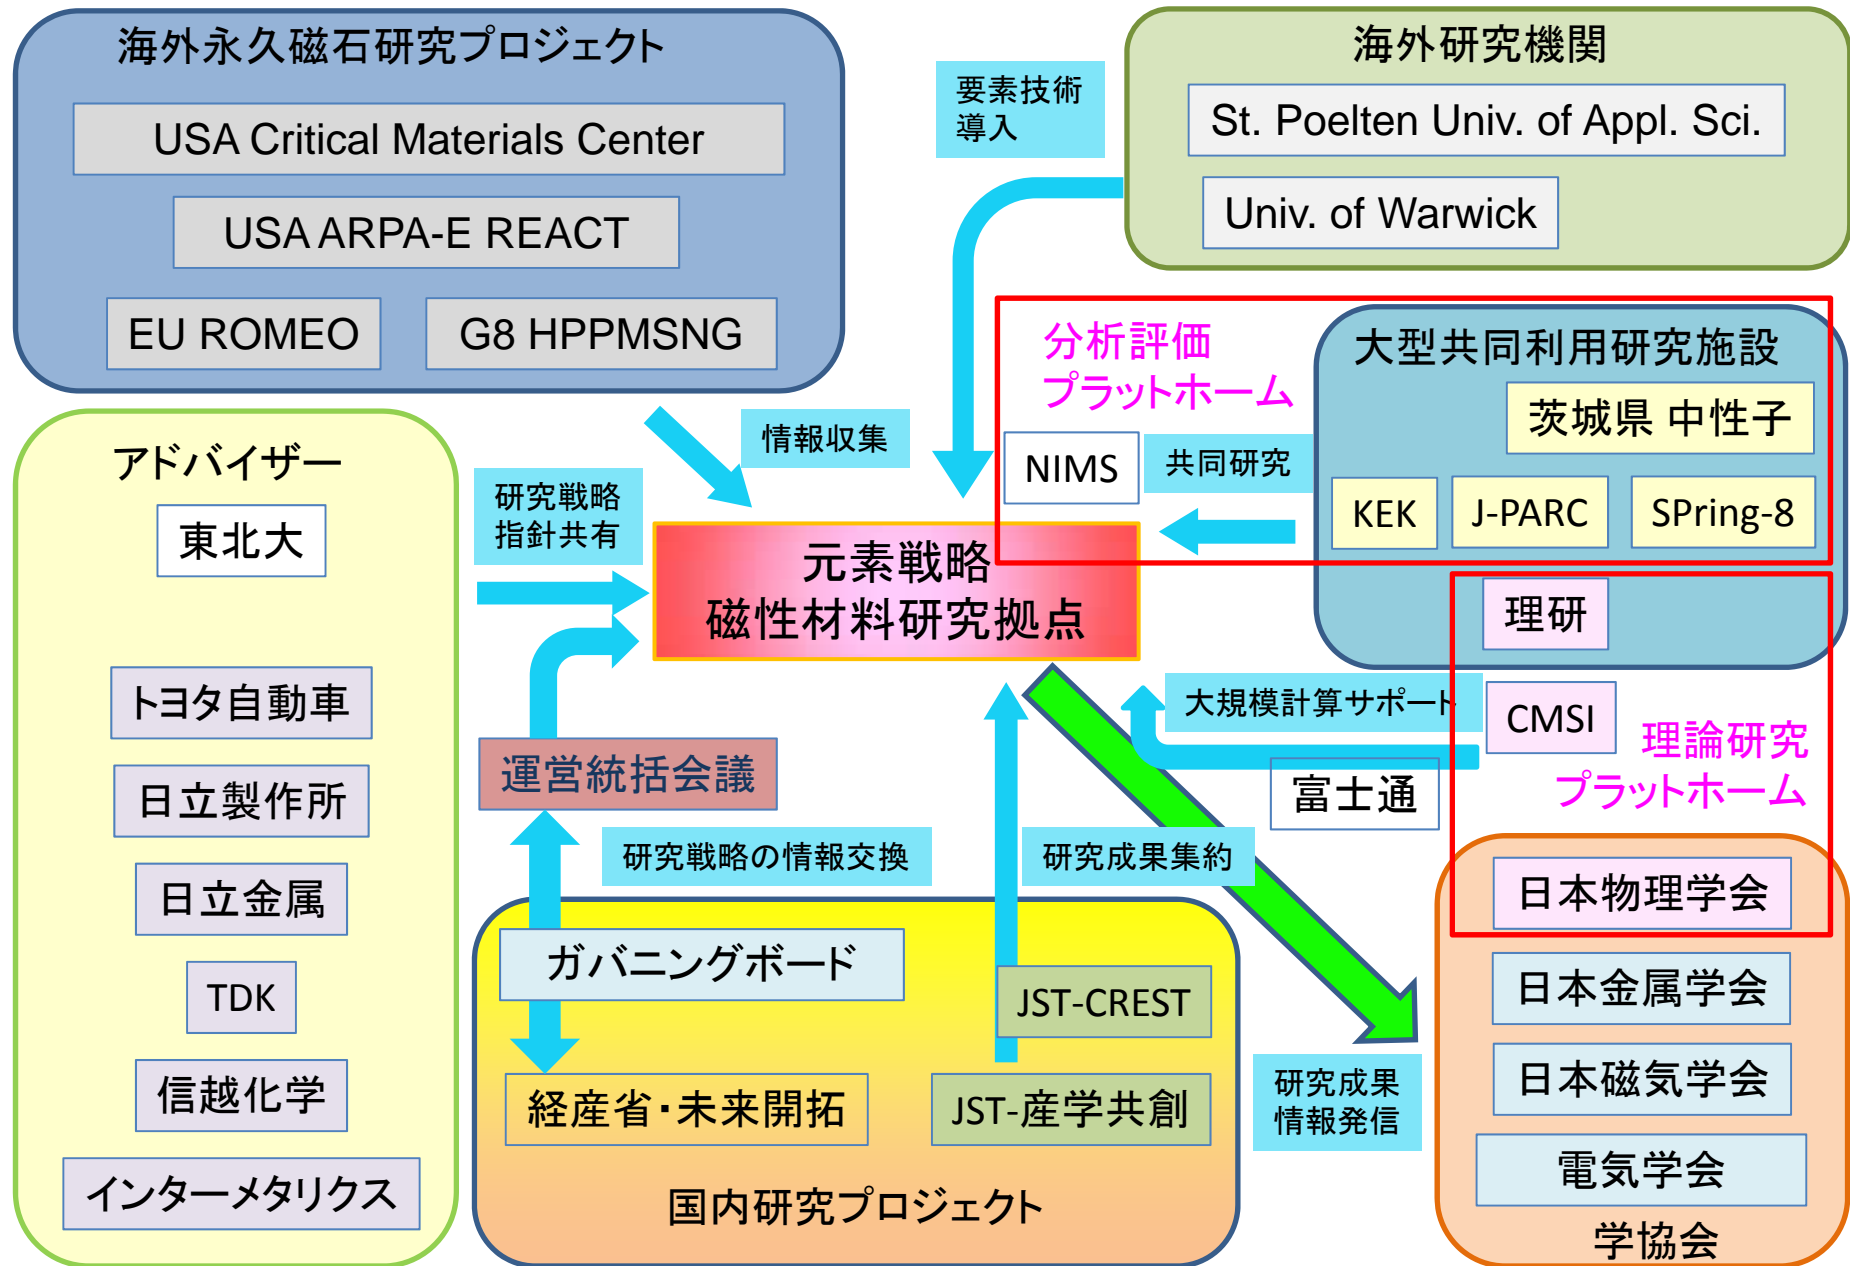 海外永久磁石研究プロジェクト
USA Critical Materials Center
USA ARPA-E REACT
EU ROMEO
G8 HPPMSNG
要素技術
導入
海外研究機関
St. Poelten Univ. of Appl. Sci.
Univ. of Warwick
情報収集
分析評価
プラットホーム
NIMS
共同研究
大型共同利用研究施設
茨城県 中性子
KEK
J-PARC
SPring-8
理研
アドバイザー
東北大
トヨタ自動車
日立製作所
日立金属
TDK
信越化学
インターメタリクス
研究戦略
指針共有
元素戦略
磁性材料研究拠点
運営統括会議
研究戦略の情報交換
研究成果集約
大規模計算サポート
CMSI
富士通
理論研究
プラットホーム
ガバニングボード
JST-CREST
経産省・未来開拓
JST-産学共創
国内研究プロジェクト
研究成果
情報発信
日本物理学会
日本金属学会
日本磁気学会
電気学会
学協会